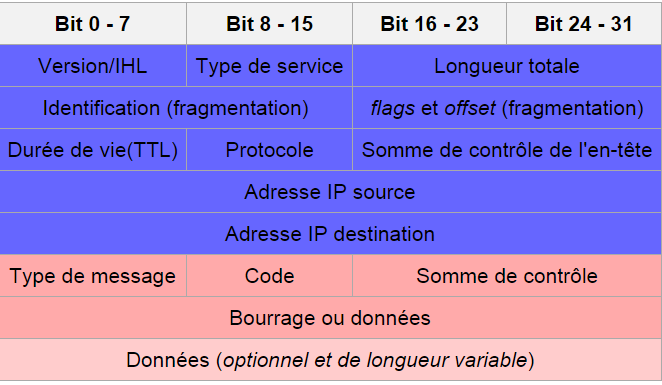 Bit 0 - 7 Bit 8 - 15 Bit 16 - 23 Bit 24 - 31
Version/IHL Type de service Longueur totale
Identification (fragmentation) flags et offset (fragmentation)
Durée de vie(TTL) Protocole Somme de contrôle de l'en-tête
Adresse IP source
Adresse IP destination
Type de message Code Somme de contrôle
Bourrage ou données
Données (optionnel et de longueur variable)